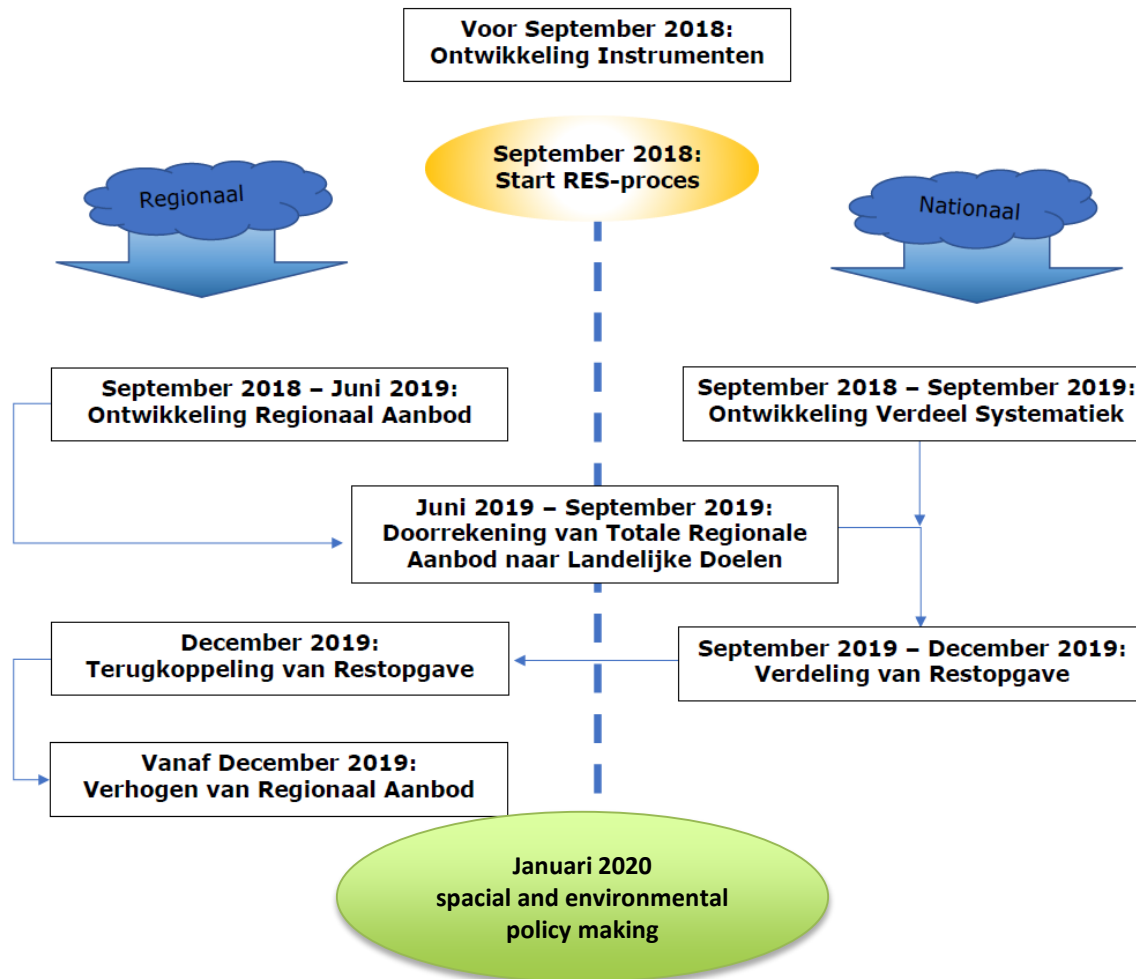 Voor September 2018:
Ontwikkeling Instrumenten
September 2018:
Start RES-proces
Regionaal
Nationaal
September 2018 – Juni 2019:
Ontwikkeling Regionaal Aanbod
September 2018 – September 2019:
Ontwikkeling Verdeel Systematiek
Juni 2019 – September 2019:
Doorrekening van Totale Regionale
Aanbod naar Landelijke Doelen
December 2019:
Terugkoppeling van Restopgave
September 2019 – December 2019:
Verdeling van Restopgave
Vanaf December 2019:
Verhogen van Regionaal Aanbod
Januari 2020
spacial and environmental
policy making